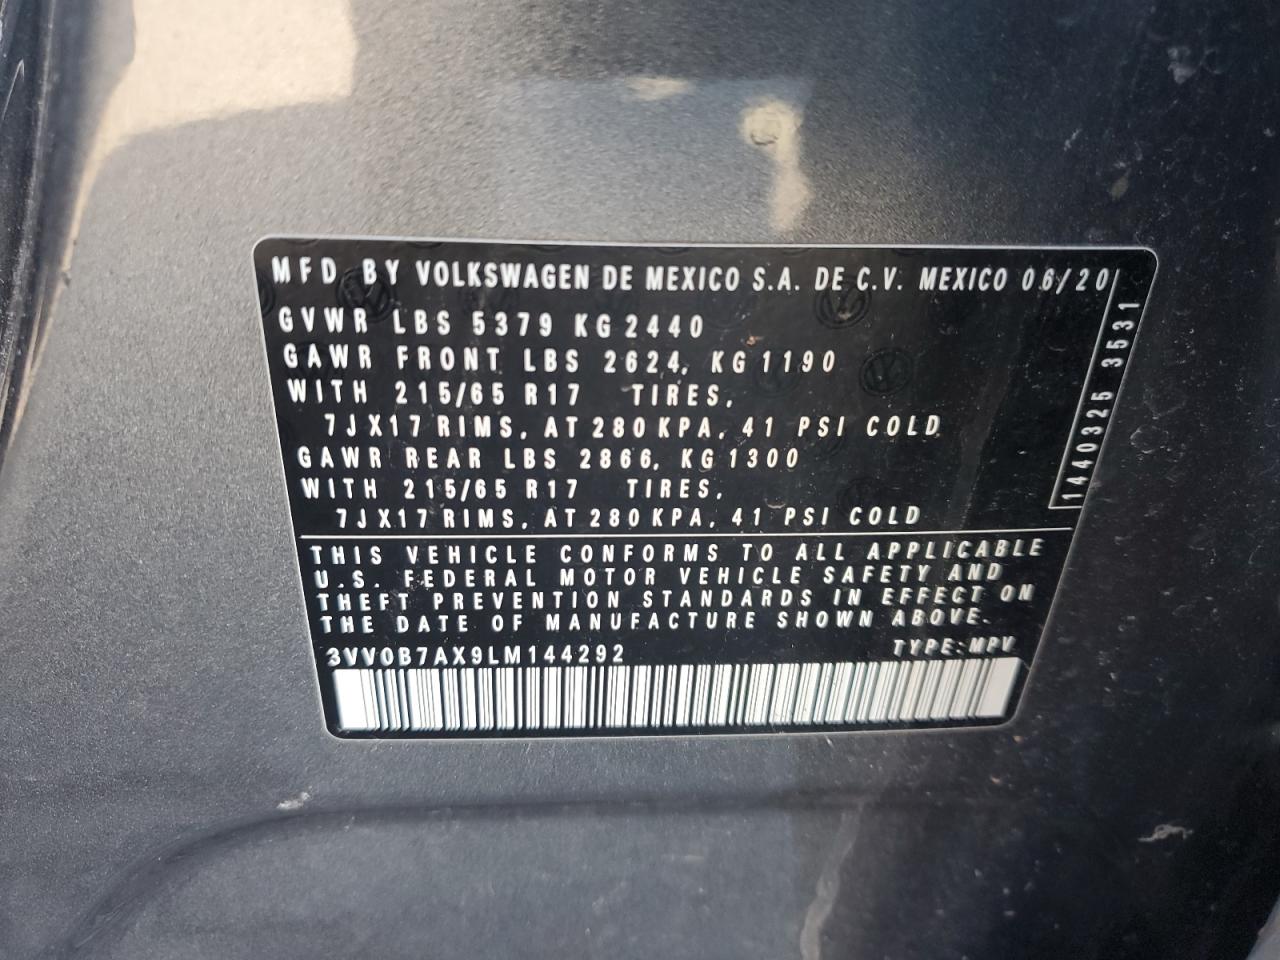 MFD BY VOLKSWAGEN DE MEXICO S.A. DE C.V. MEXICO 06/20
GVWR LBS 5379 KG 2440
GAWR FRONT LBS 2624, KG 1190
WITH 215/65 R17 TIRES,
7JX17 RIMS, AT 280 KPA, 41 PSI COLD
GAWR REAR LBS 2866, KG 1300
WITH 215/65 R17 TIRES,
7JX17 RIMS, AT 280 KPA, 41 PSI COLD
1440325 3531
THIS VEHICLE CONFORMS TO ALL APPLICABLE
U.S. FEDERAL MOTOR VEHICLE SAFETY AND
THEFT PREVENTION STANDARDS IN EFFECT ON
THE DATE OF MANUFACTURE SHOWN ABOVE.
3VV0B7AX9LM144292 TYPE:MPV